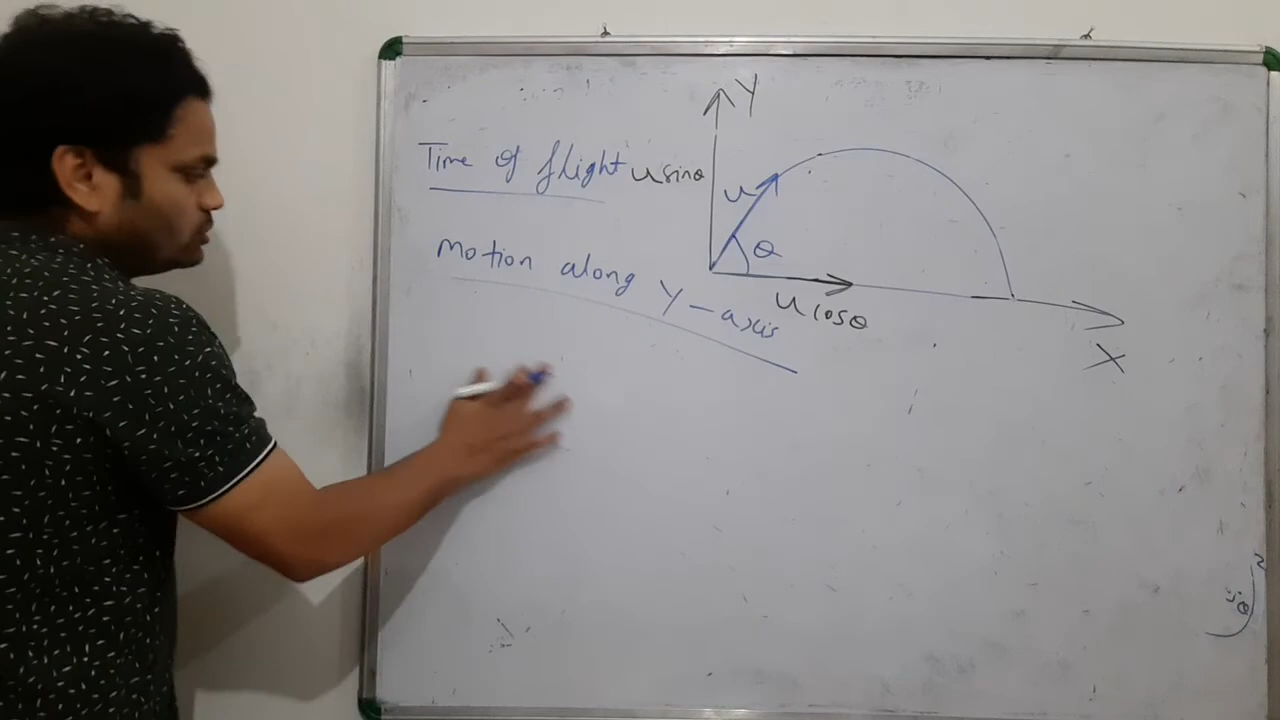 Y
Time of flight
u sinθ
u
θ
Motion along Y-axis
u cosθ
X